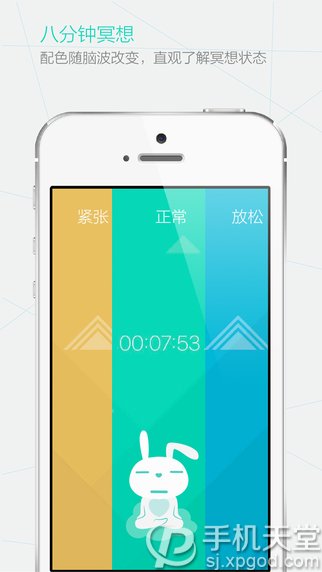 八分钟冥想
配色随脑波改变，直观了解冥想状态
紧张 正常 放松
00:07:53
手机天堂
sj.xpgod.com